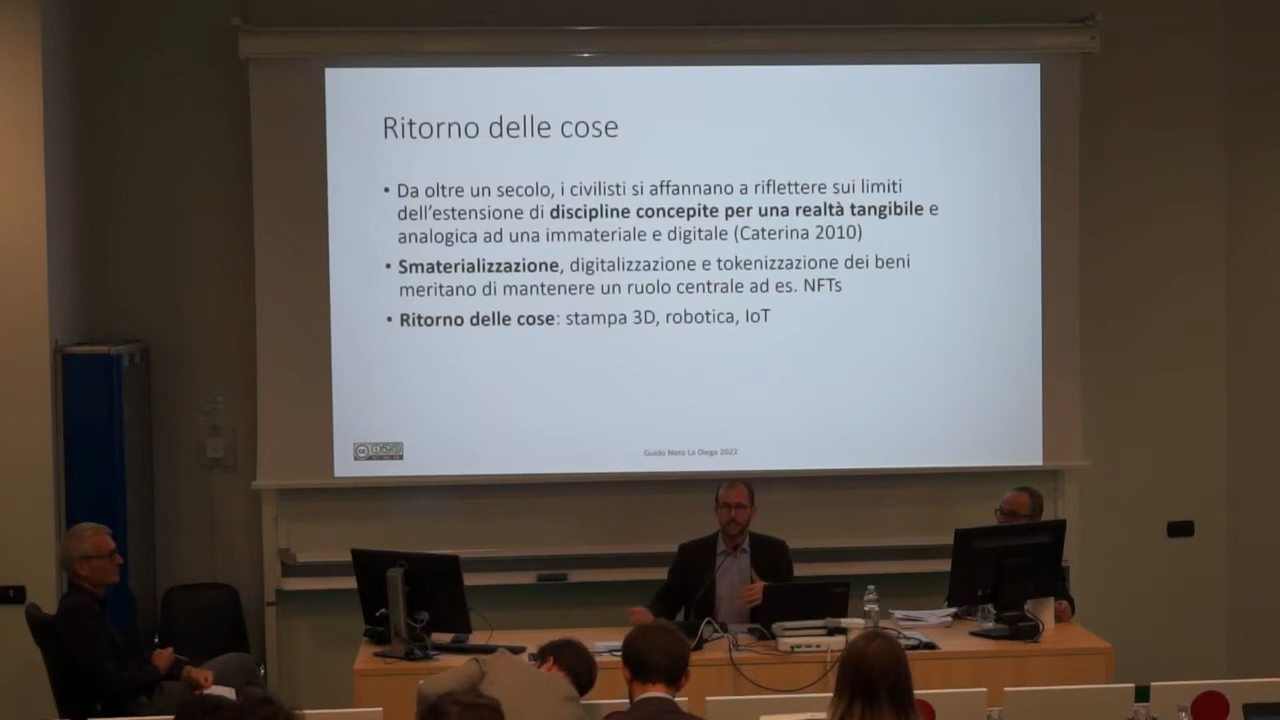 Ritorno delle cose
• Da oltre un secolo, i civilisti si affannano a riflettere sui limiti
dell'estensione di discipline concepite per una realtà tangibile e
analogica ad una immateriale e digitale (Caterina 2010)
• Smaterializzazione, digitalizzazione e tokenizzazione dei beni
meritano di mantenere un ruolo centrale ad es. NFTs
• Ritorno delle cose: stampa 3D, robotica, IoT
cc
Guido Noto La Diega 2022